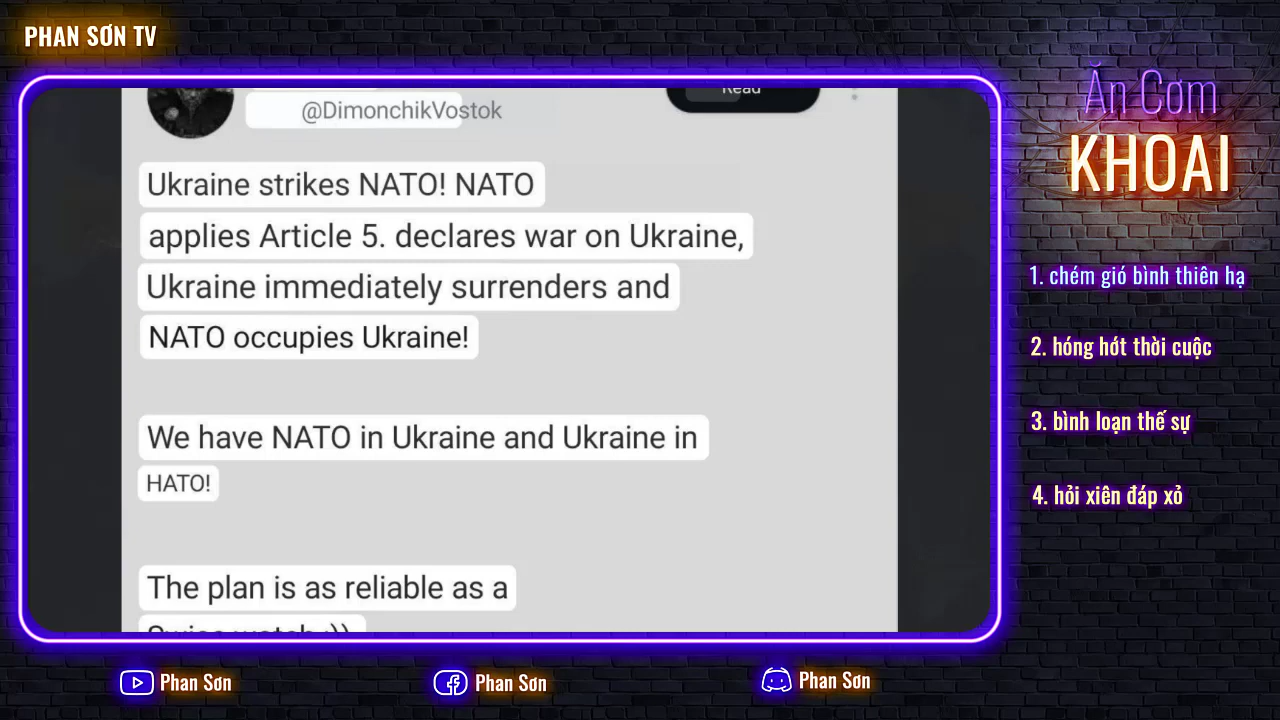 PHAN SƠN TV
Ăn Cơm
KHOAI
Read
@DimonchikVostok
Ukraine strikes NATO! NATO
applies Article 5. declares war on Ukraine,
Ukraine immediately surrenders and
NATO occupies Ukraine!
We have NATO in Ukraine and Ukraine in
HATO!
The plan is as reliable as a
Swiss watch :))
1. chém gió bình thiên hạ
2. hóng hớt thời cuộc
3. bình loạn thế sự
4. hỏi xiên đáp xỏ
Phan Sơn
Phan Sơn
Phan Sơn